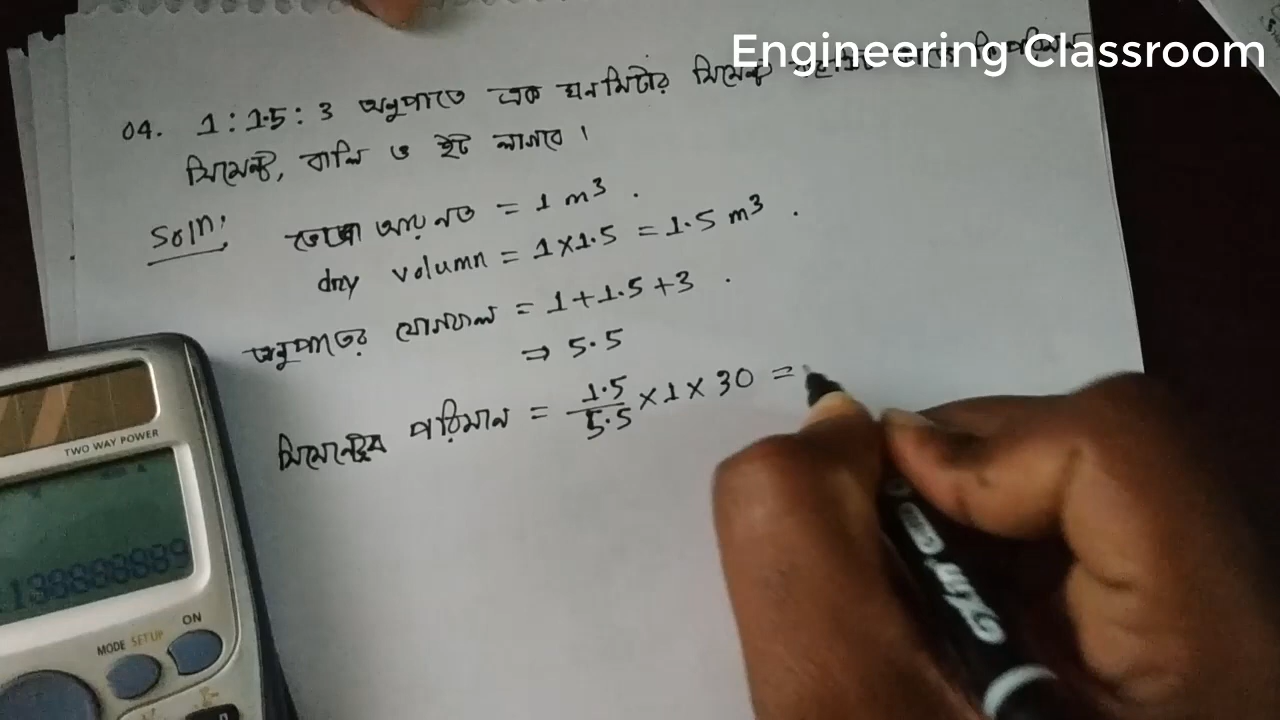 Engineering Classroom
04. 1 : 1.5 : 3 অনুপাতে এক ঘনমিটার সিমেন্ট
সিমেন্ট, বালি ও ইট লাগবে।
Soln: ভেজা আয়তন = 1 m³.
dry volumn = 1×1.5 = 1.5 m³.
অনুপাতের যোগফল = 1+1.5+3.
⇒ 5.5
সিমেন্টের পরিমান = 1.5/5.5 × 1 × 30 =
TWO WAY POWER
138888889
ON
MODE SETUP